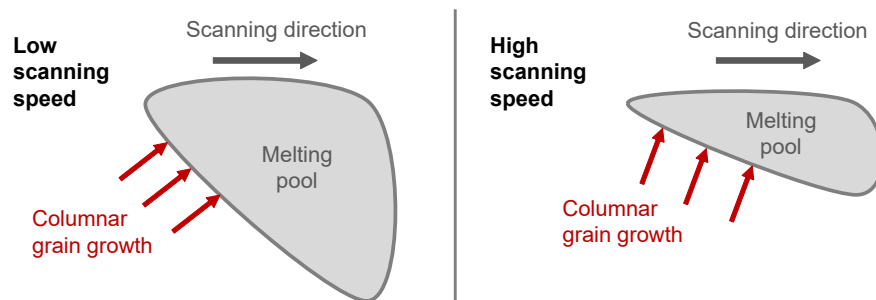 Low
scanning
speed
Scanning direction
Melting
pool
Columnar
grain growth
High
scanning
speed
Scanning direction
Melting
pool
Columnar
grain growth